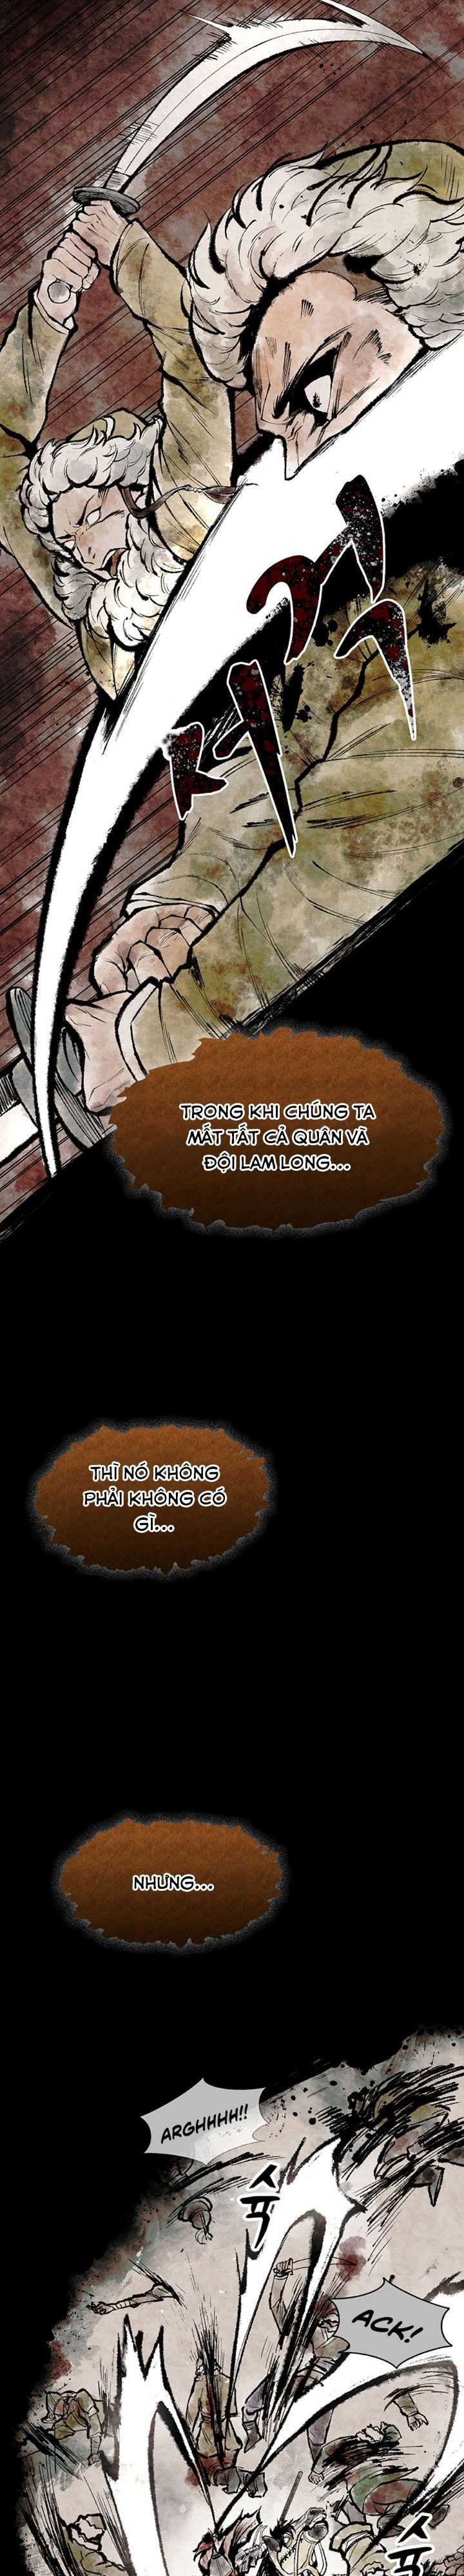 서걱
TRONG KHI CHÚNG TA
MẤT TẤT CẢ QUÂN VÀ
ĐỘI LAM LONG...
THÌ NÓ KHÔNG
PHẢI KHÔNG CÓ
GÌ...
NHƯNG...
ARGHHHH!!
슉
ACK!
슉